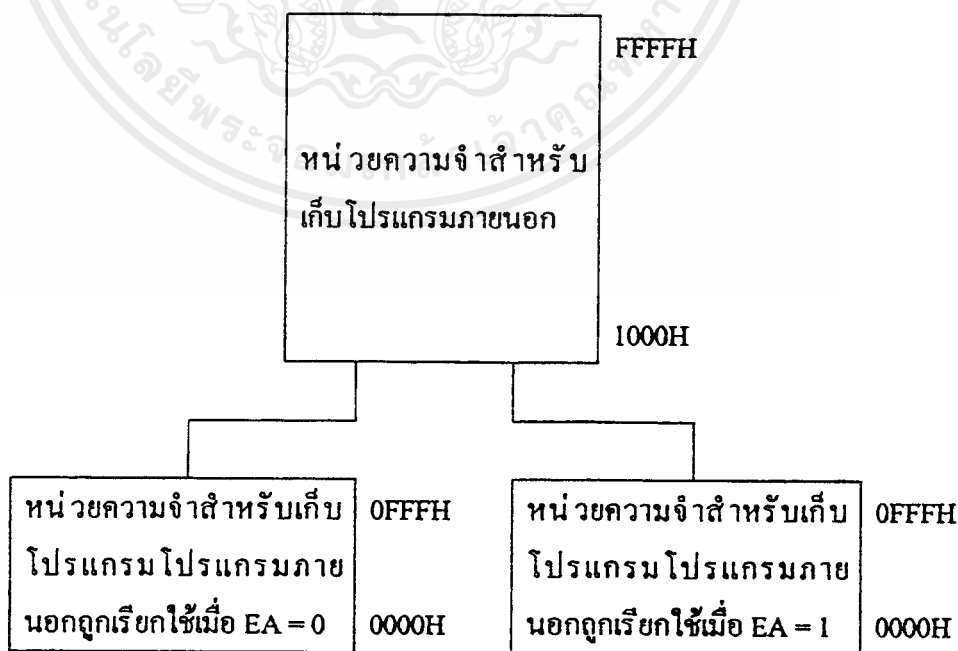 FFFFH
หน่วยความจำสำหรับ
เก็บโปรแกรมภายนอก
1000H
หน่วยความจำสำหรับเก็บ
โปรแกรมโปรแกรมภาย
นอกถูกเรียกใช้เมื่อ EA = 0
0FFFH
0000H
หน่วยความจำสำหรับเก็บ
โปรแกรมโปรแกรมภาย
นอกถูกเรียกใช้เมื่อ EA = 1
0FFFH
0000H